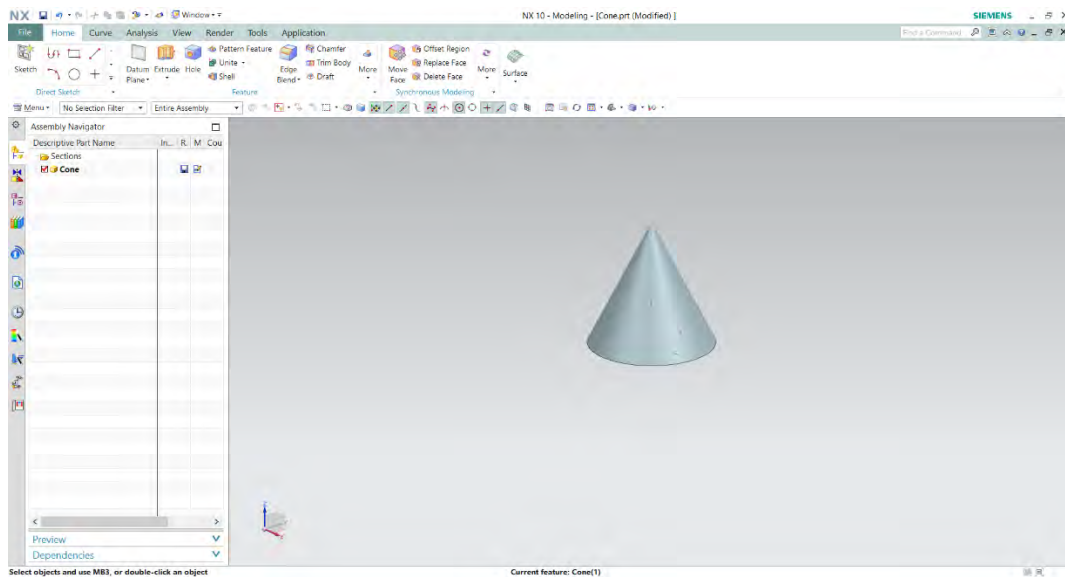 NX Window NX 10 - Modeling - [Cone.prt (Modified) ] SIEMENS
File Home Curve Analysis View Render Tools Application Find a Command
Sketch
Direct Sketch
Datum Plane Extrude Hole
Pattern Feature
Unite
Shell
Edge Blend
Chamfer
Trim Body
Draft
More
Feature
Move Face
Offset Region
Replace Face
Delete Face
More
Surface
Synchronous Modeling
Menu No Selection Filter Entire Assembly
Assembly Navigator
Descriptive Part Name In... R M Cou
Sections
Cone
Preview
Dependencies
Select objects and use MB3, or double-click an object Current feature: Cone(1)